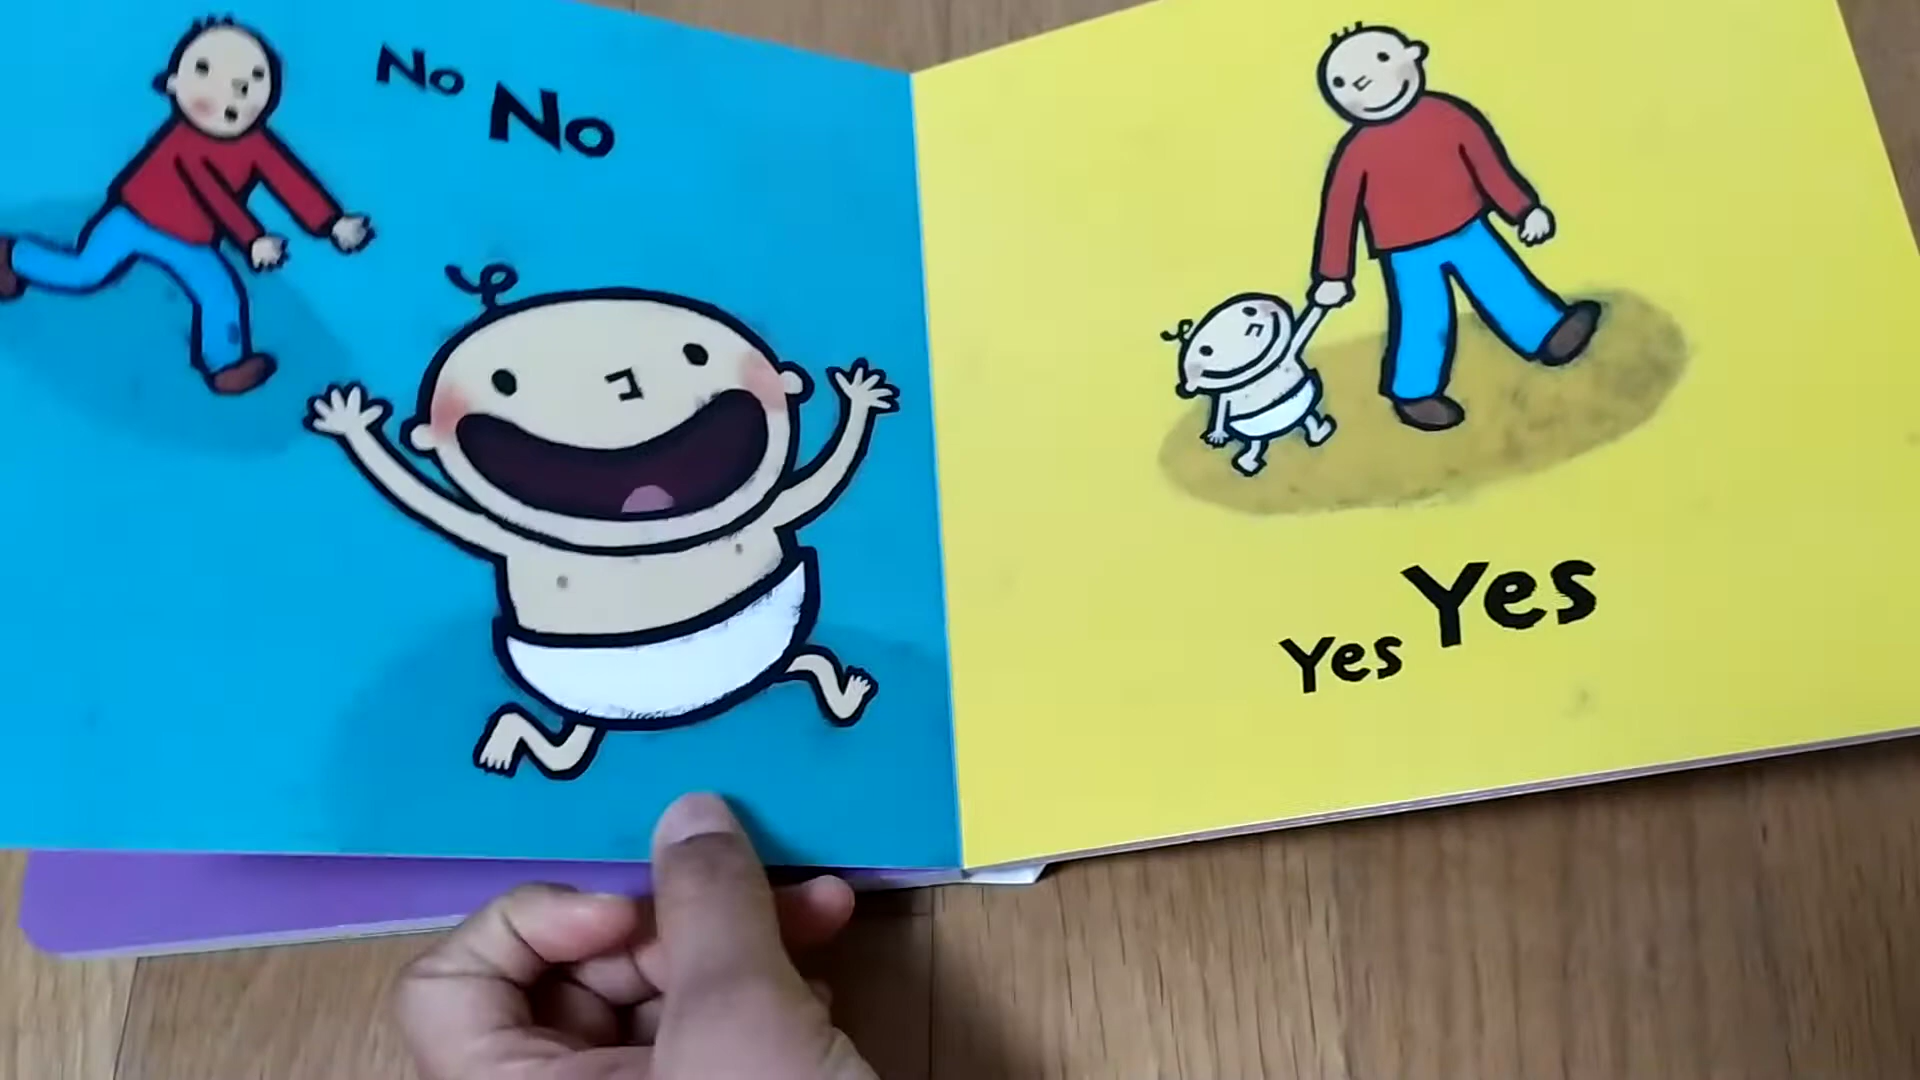 No No
Yes Yes